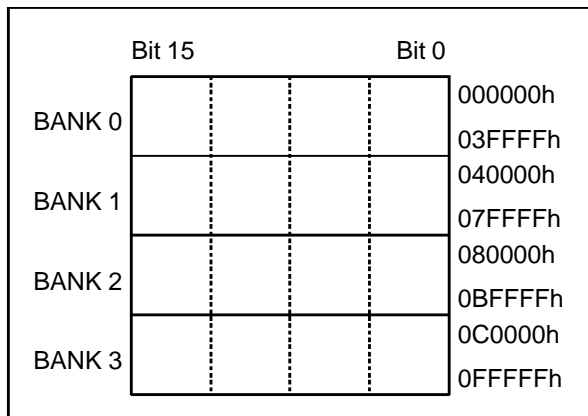 Bit 15 Bit 0
000000h
BANK 0
03FFFFh
040000h
BANK 1
07FFFFh
080000h
BANK 2
0BFFFFh
0C0000h
BANK 3
0FFFFFh